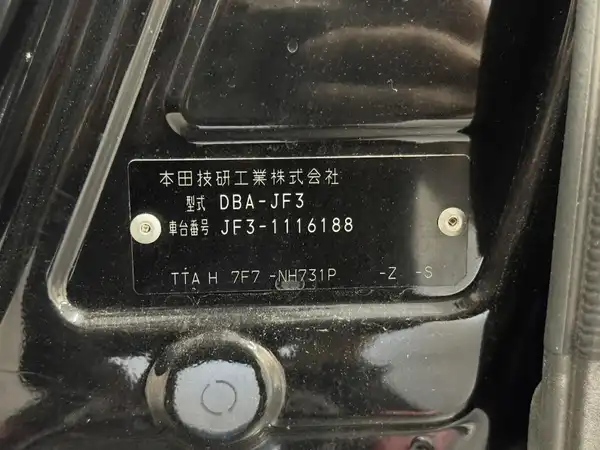 本田技研工業株式会社
型式 DBA-JF3
車台番号 JF3-1116188
TTA H 7F7 -NH731P -Z -S